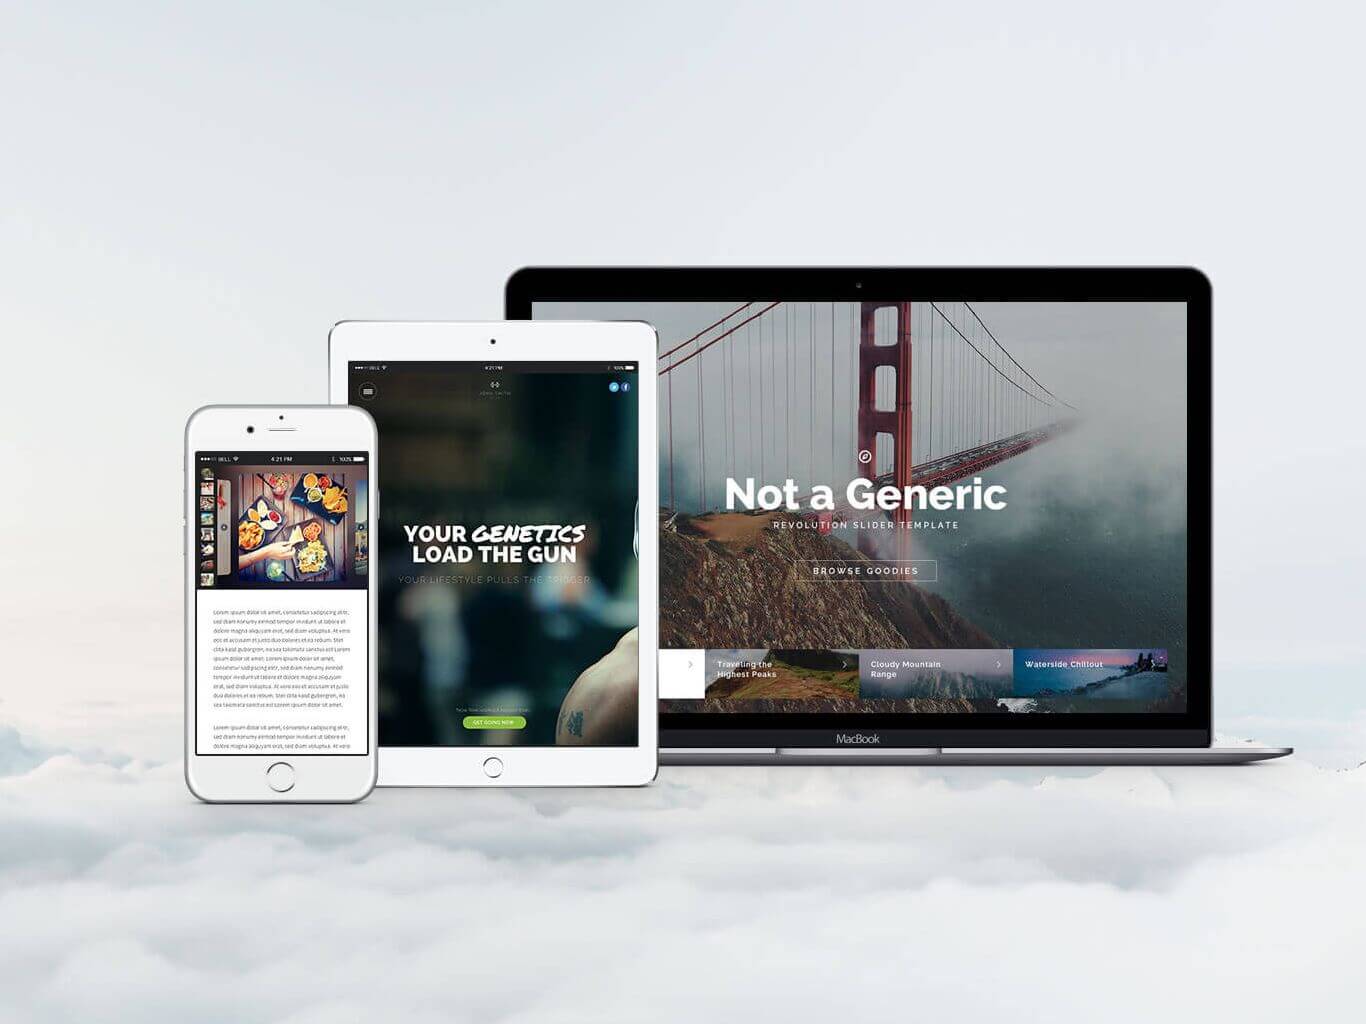 BELL
4:21 PM
100%
Lorem ipsum dolor sit amet, consetetur sadipscing elitr,
sed diam nonumy eirmod tempor invidunt ut labore et
dolore magna aliquyam erat, sed diam voluptua. At vero
eos et accusam et justo duo dolores et ea rebum. Stet
clita kasd gubergren, no sea takimata sanctus est Lorem
ipsum dolor sit amet. Lorem ipsum dolor sit amet,
consetetur sadipscing elitr, sed diam nonumy eirmod
tempor invidunt ut labore et dolore magna aliquyam
erat, sed diam voluptua. At vero eos et accusam et justo
duo dolores et ea rebum. Stet clita kasd gubergren, no
sea takimata sanctus est Lorem ipsum dolor sit amet.
Lorem ipsum dolor sit amet, consetetur sadipscing elitr,
sed diam nonumy eirmod tempor invidunt ut labore et
dolore magna aliquyam erat, sed diam voluptua. At vero
BELL
4:21 PM
100%
JOHN SMITH
YOUR GENETICS
LOAD THE GUN
YOUR LIFESTYLE PULLS THE TRIGGER
GET GOING NOW
Not a Generic
REVOLUTION SLIDER TEMPLATE
BROWSE GOODIES
Traveling the
Highest Peaks
Cloudy Mountain
Range
Waterside Chillout
MacBook